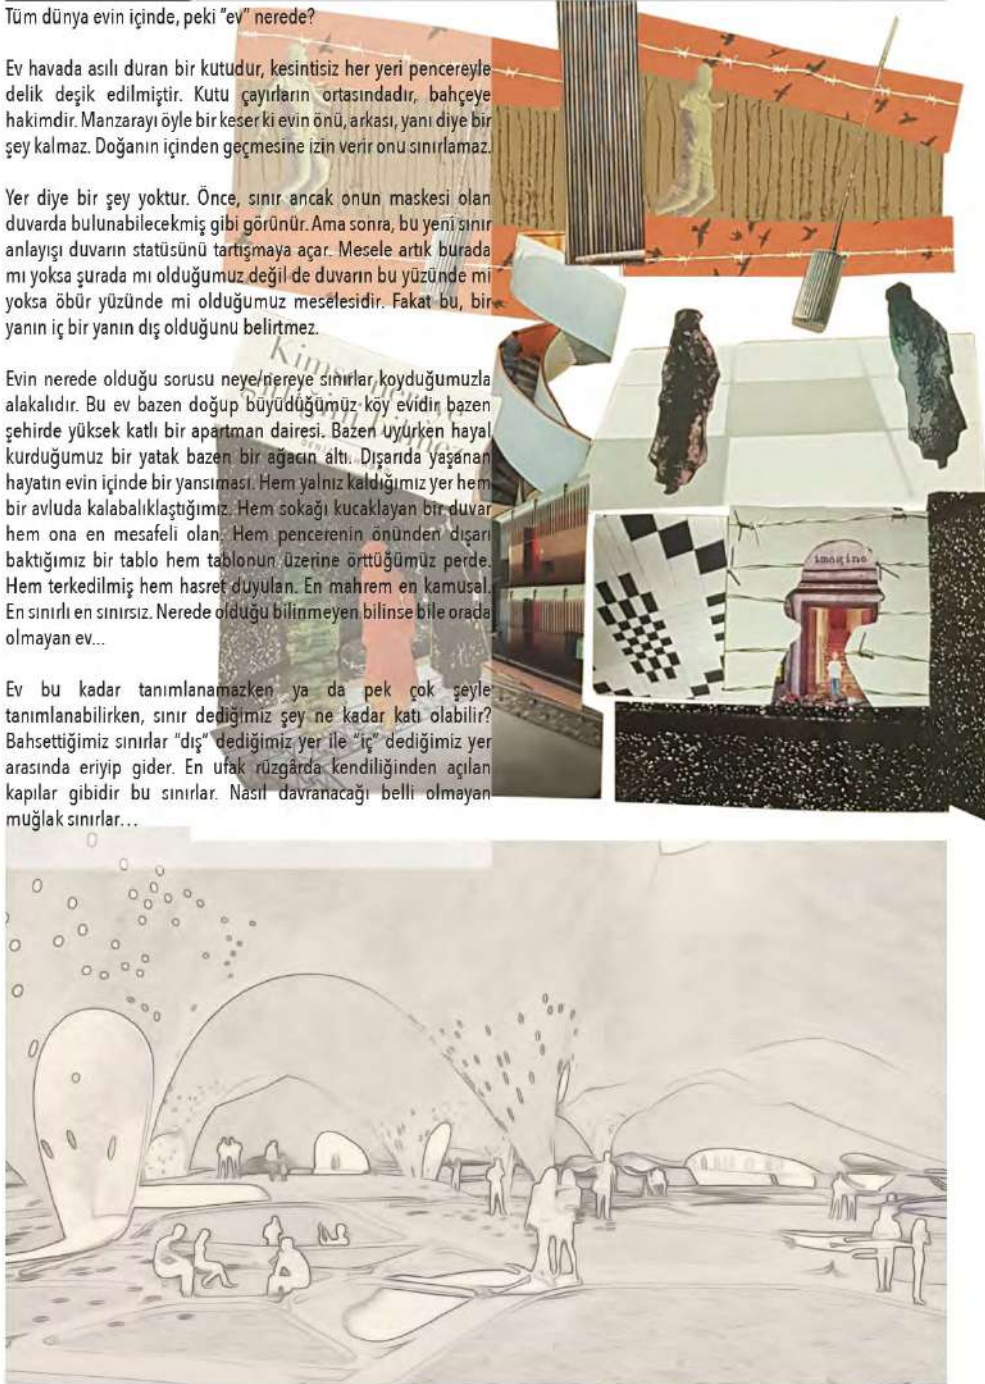 Tüm dünya evin içinde, peki "ev" nerede?
Ev havada asılı duran bir kutudur, kesintisiz her yeri pencereyle
delik deşik edilmiştir. Kutu çayırların ortasındadır, bahçeye
hakimdir. Manzarayı öyle bir keser ki evin önü, arkası, yanı diye bir
şey kalmaz. Doğanın içinden geçmesine izin verir onu sınırlamaz.
Yer diye bir şey yoktur. Önce, sınır ancak onun maskesi olan
duvarda bulunabilecekmiş gibi görünür. Ama sonra, bu yeni sınır
anlayışı duvarın statüsünü tartışmaya açar. Mesele artık burada
mı yoksa şurada mı olduğumuz değil de duvarın bu yüzünde mi
yoksa öbür yüzünde mi olduğumuz meselesidir. Fakat bu, bir
yanın iç bir yanın dış olduğunu belirtmez.
Evin nerede olduğu sorusu neye/nereye sınırlar koyduğumuzla
alakalıdır. Bu ev bazen doğup büyüdüğümüz köy evidir bazen
şehirde yüksek katlı bir apartman dairesi. Bazen uyurken hayal
kurduğumuz bir yatak bazen bir ağacın altı. Dışarıda yaşanan
hayatın evin içinde bir yansıması. Hem yalnız kaldığımız yer hem
bir avluda kalabalıklaştığımız. Hem sokağı kucaklayan bir duvar
hem ona en mesafeli olan. Hem pencerenin önünden dışarı
baktığımız bir tablo hem tablonun üzerine örttüğümüz perde.
Hem terkedilmiş hem hasret duyulan. En mahrem en kamusal.
En sınırlı en sınırsız. Nerede olduğu bilinmeyen bilinse bile orada
olmayan ev...
Ev bu kadar tanımlanamazken ya da pek çok şeyle
tanımlanabilirken, sınır dediğimiz şey ne kadar katı olabilir?
Bahsettiğimiz sınırlar "dış" dediğimiz yer ile "iç" dediğimiz yer
arasında eriyip gider. En ufak rüzgârda kendiliğinden açılan
kapılar gibidir bu sınırlar. Nasıl davranacağı belli olmayan
muğlak sınırlar...
imagine